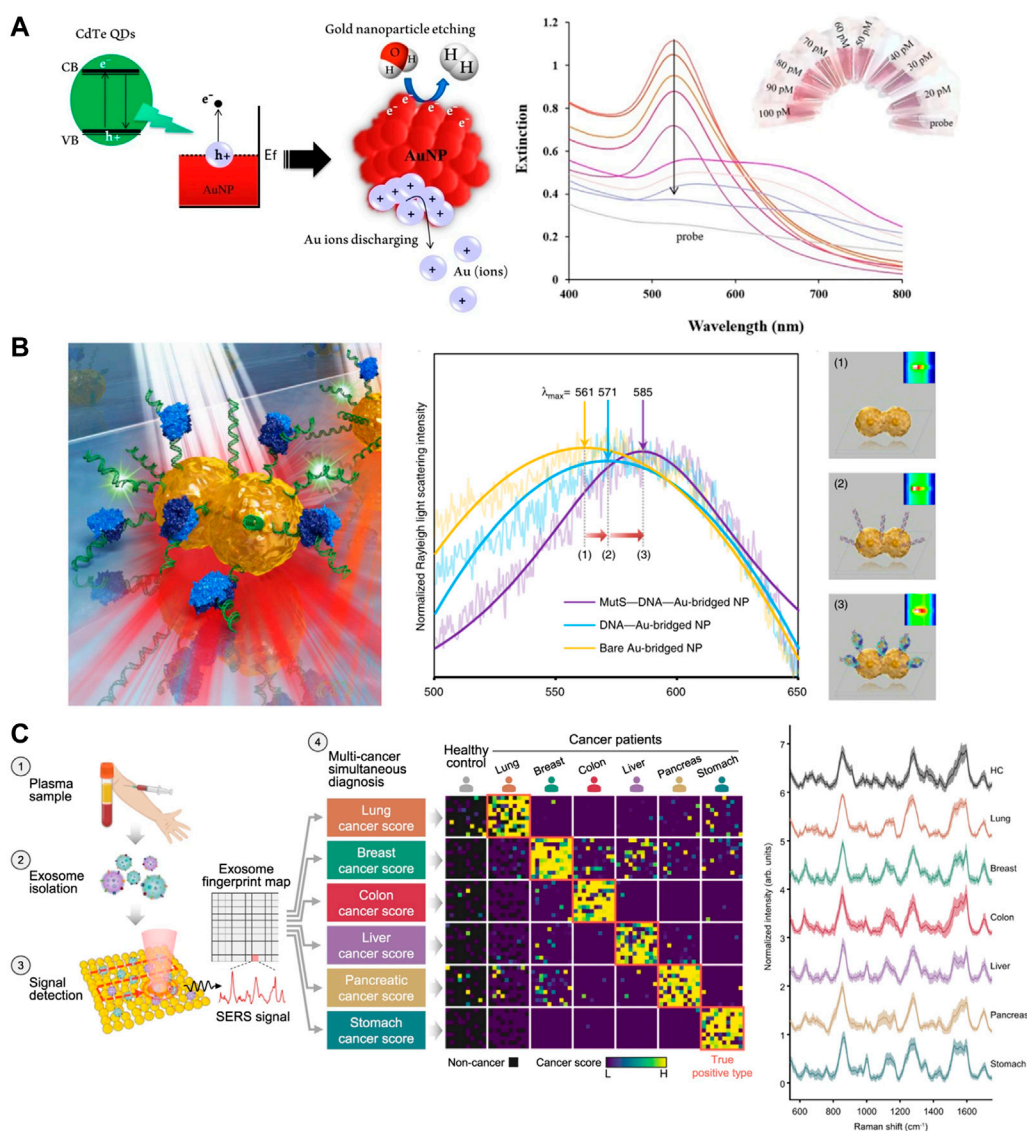 A
CdTe QDs
CB
e⁻
VB
h+
e⁻
h+
Ef
AuNP
Gold nanoparticle etching
O
H
H
H
H
e⁻
e⁻
e⁻
e⁻
AuNP
+
+
+
+
+
Au ions discharging
Au (ions)
+
+
+
Extinction
1.2
1
0.8
0.6
0.4
0.2
0
400
500
600
700
800
Wavelength (nm)
probe
100 pM
90 pM
80 pM
70 pM
60 pM
50 pM
40 pM
30 pM
20 pM
probe
B
Normalized Rayleigh light scattering intensity
λmax= 561 571 585
(1) (2) (3)
MutS—DNA—Au-bridged NP
DNA—Au-bridged NP
Bare Au-bridged NP
500
550
600
650
(1)
(2)
(3)
C
1
Plasma
sample
2
Exosome
isolation
3
Signal
detection
Exosome
fingerprint map
SERS signal
4
Multi-cancer
simultaneous
diagnosis
Lung
cancer score
Breast
cancer score
Colon
cancer score
Liver
cancer score
Pancreatic
cancer score
Stomach
cancer score
Healthy
control
Cancer patients
Lung
Breast
Colon
Liver
Pancreas
Stomach
Non-cancer
Cancer score
L
H
True
positive type
Normalized intensity (arb. units)
7
6
5
4
3
2
1
0
HC
Lung
Breast
Colon
Liver
Pancreas
Stomach
600
800
1000
1200
1400
1600
Raman shift (cm⁻¹)